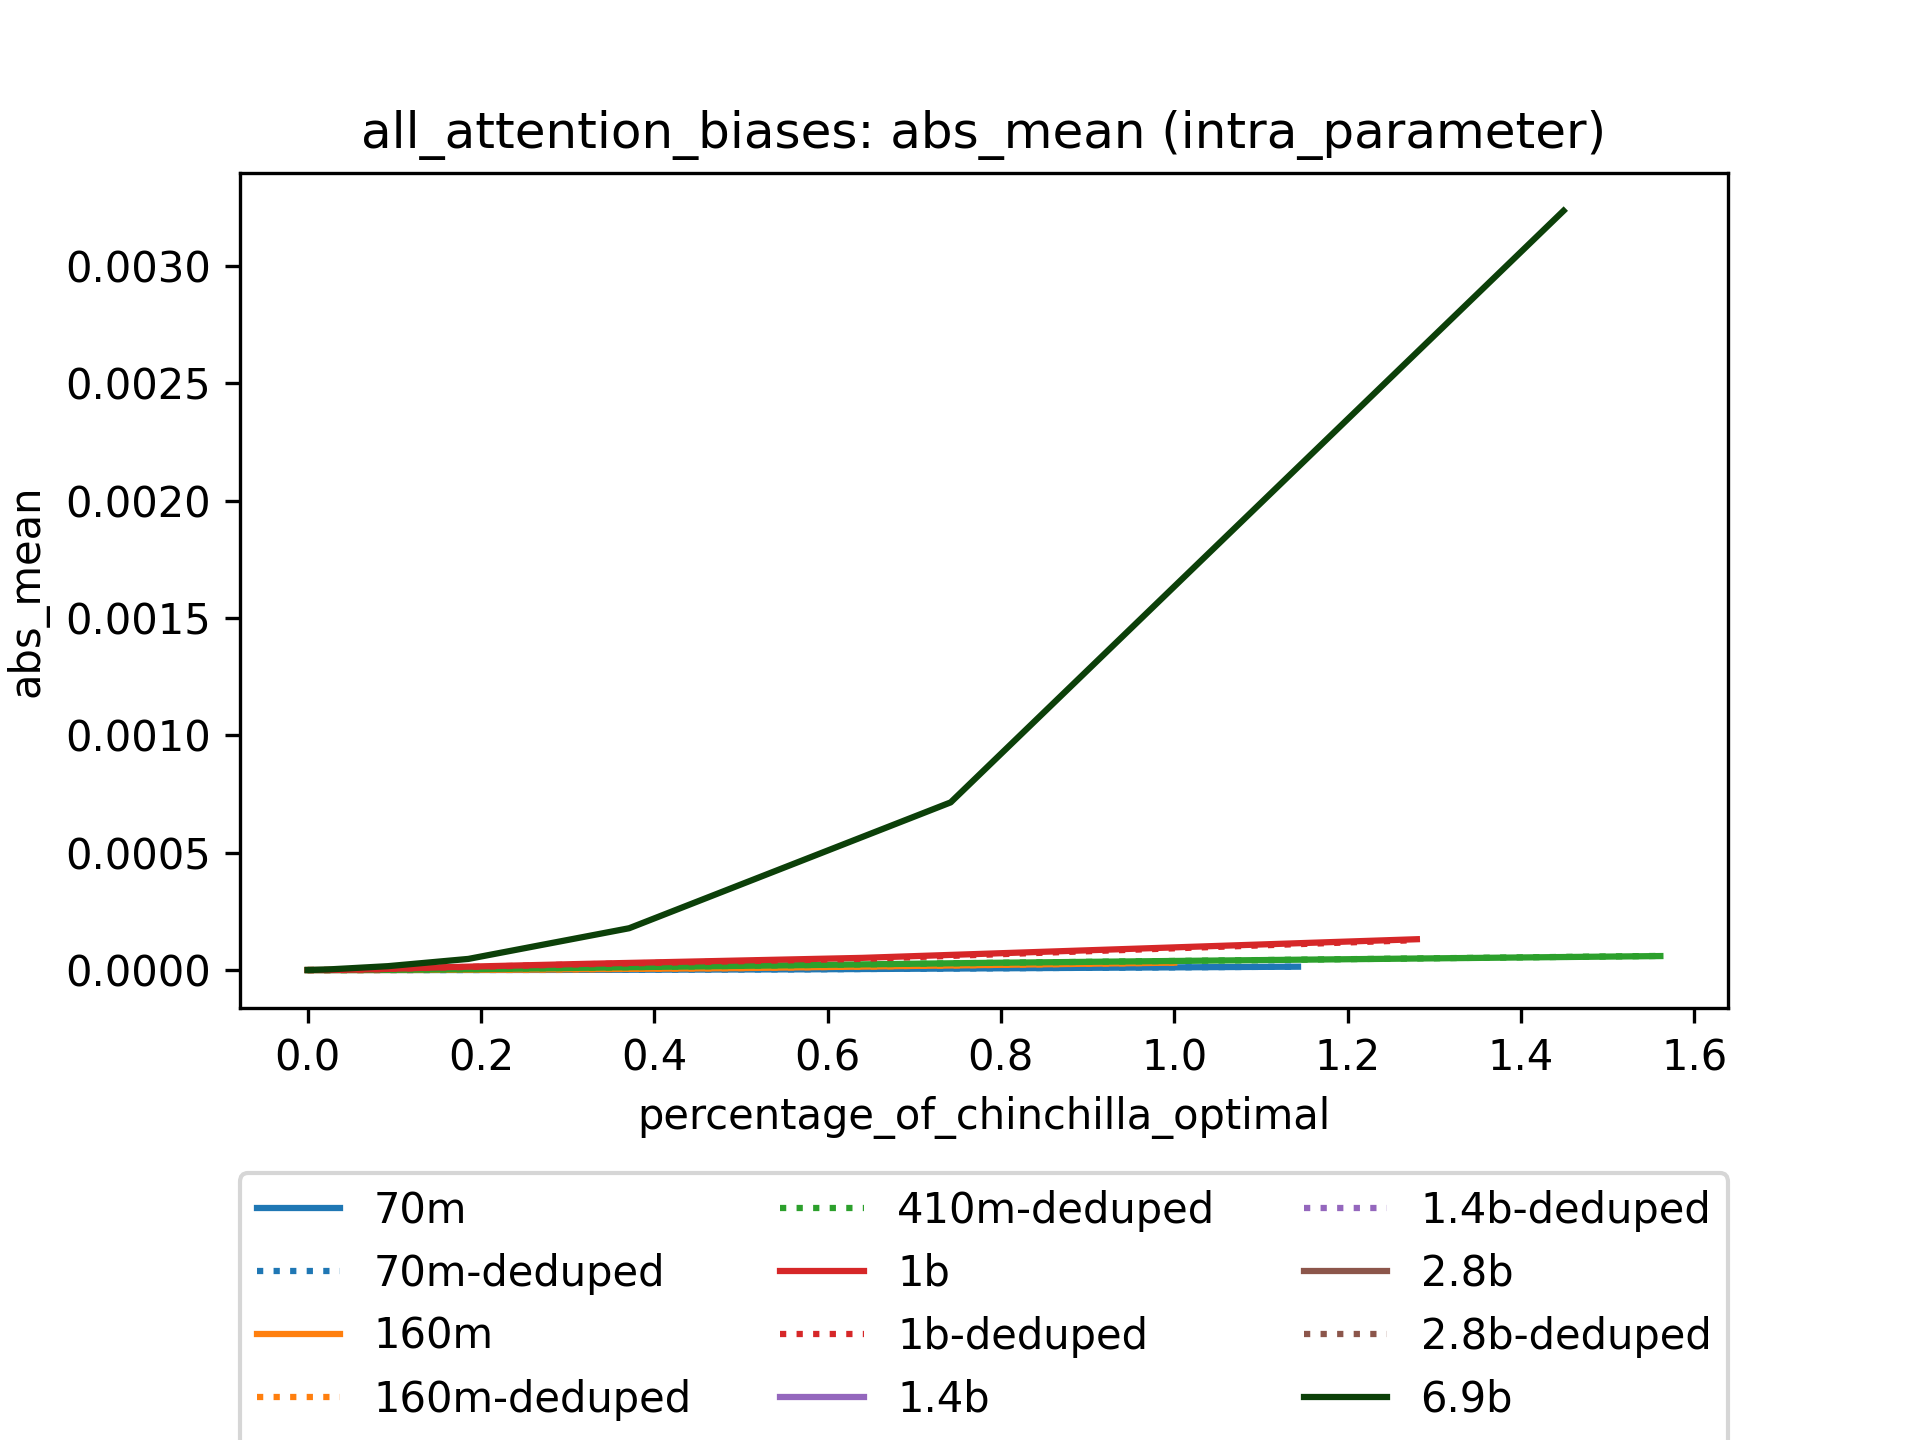 all_attention_biases: abs_mean (intra_parameter)
abs_mean
0.0030
0.0025
0.0020
0.0015
0.0010
0.0005
0.0000
0.0 0.2 0.4 0.6 0.8 1.0 1.2 1.4 1.6
percentage_of_chinchilla_optimal
70m 410m-deduped 1.4b-deduped
70m-deduped 1b 2.8b
160m 1b-deduped 2.8b-deduped
160m-deduped 1.4b 6.9b